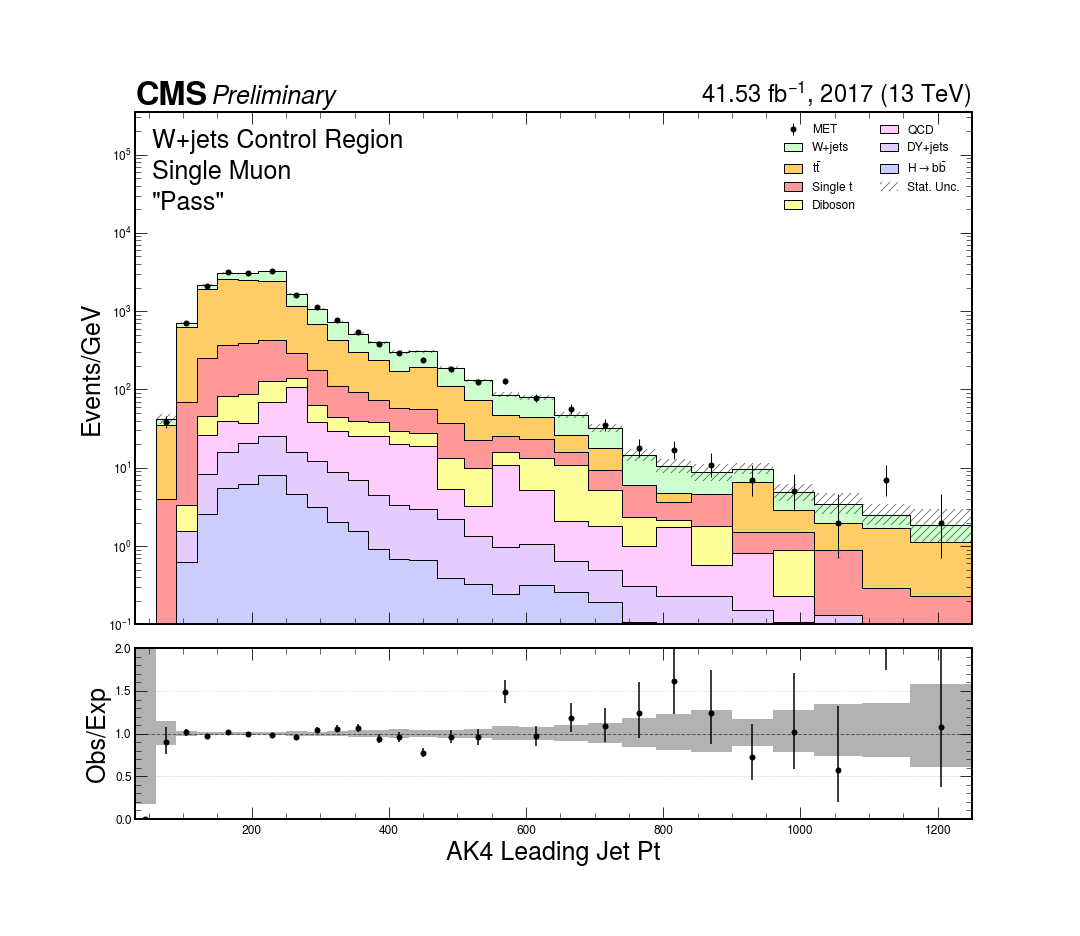 CMS Preliminary
41.53 fb⁻¹, 2017 (13 TeV)
W+jets Control Region
Single Muon
"Pass"
MET
W+jets
tt̄
Single t
Diboson
QCD
DY+jets
H→bb̄
Stat. Unc.
Events/GeV
10⁵
10⁴
10³
10²
10¹
10⁰
10⁻¹
Obs/Exp
2.0
1.5
1.0
0.5
0.0
200 400 600 800 1000 1200
AK4 Leading Jet Pt